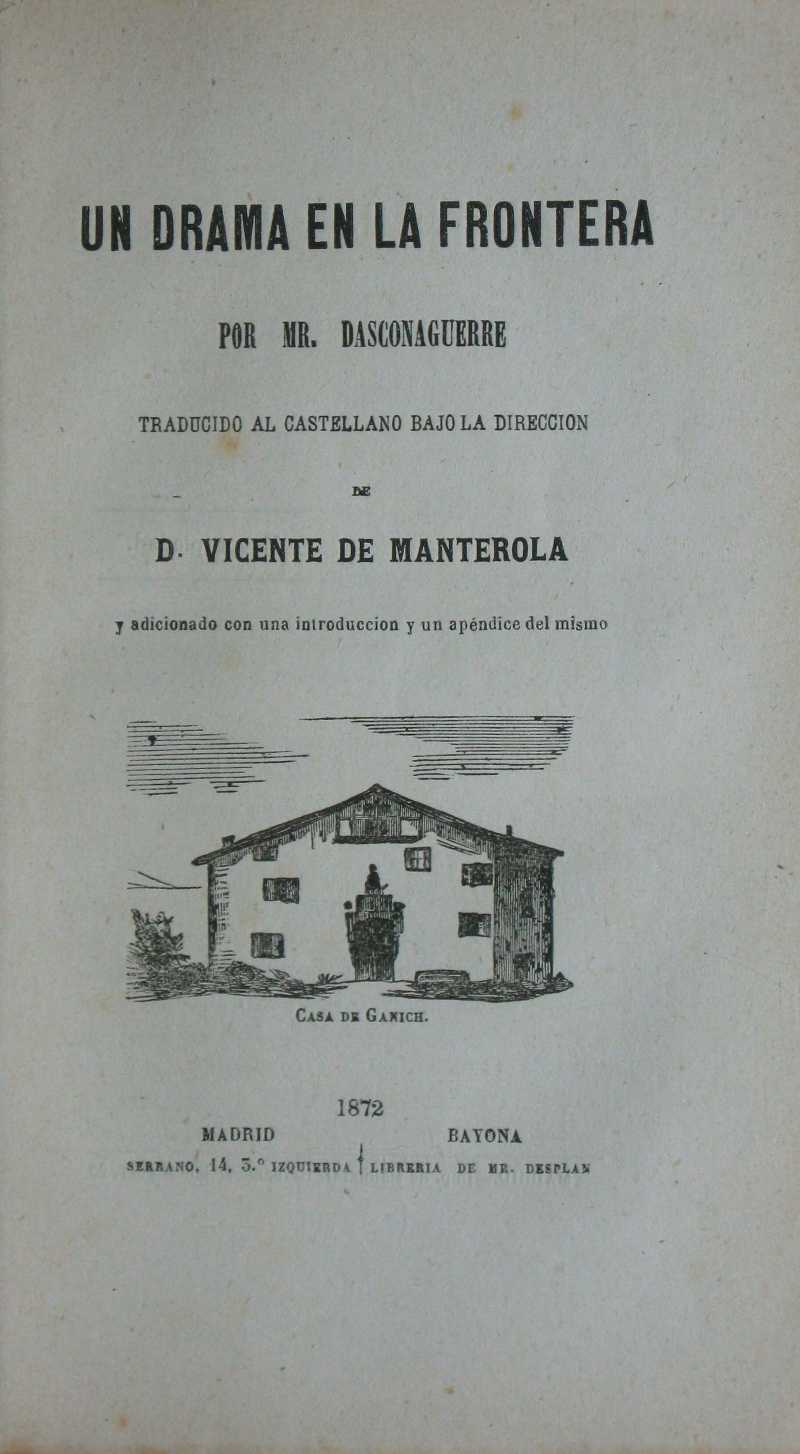 UN DRAMA EN LA FRONTERA
POR MR. DASCONAGUERRE
TRADUCIDO AL CASTELLANO BAJO LA DIRECCION
DE
D. VICENTE DE MANTEROLA
y adicionado con una introduccion y un apéndice del mismo
CASA DE GANICH.
1872
MADRID BAYONA
SERRANO, 14, 3.º IZQUIERDA LIBRERIA DE MR. DESPLAN